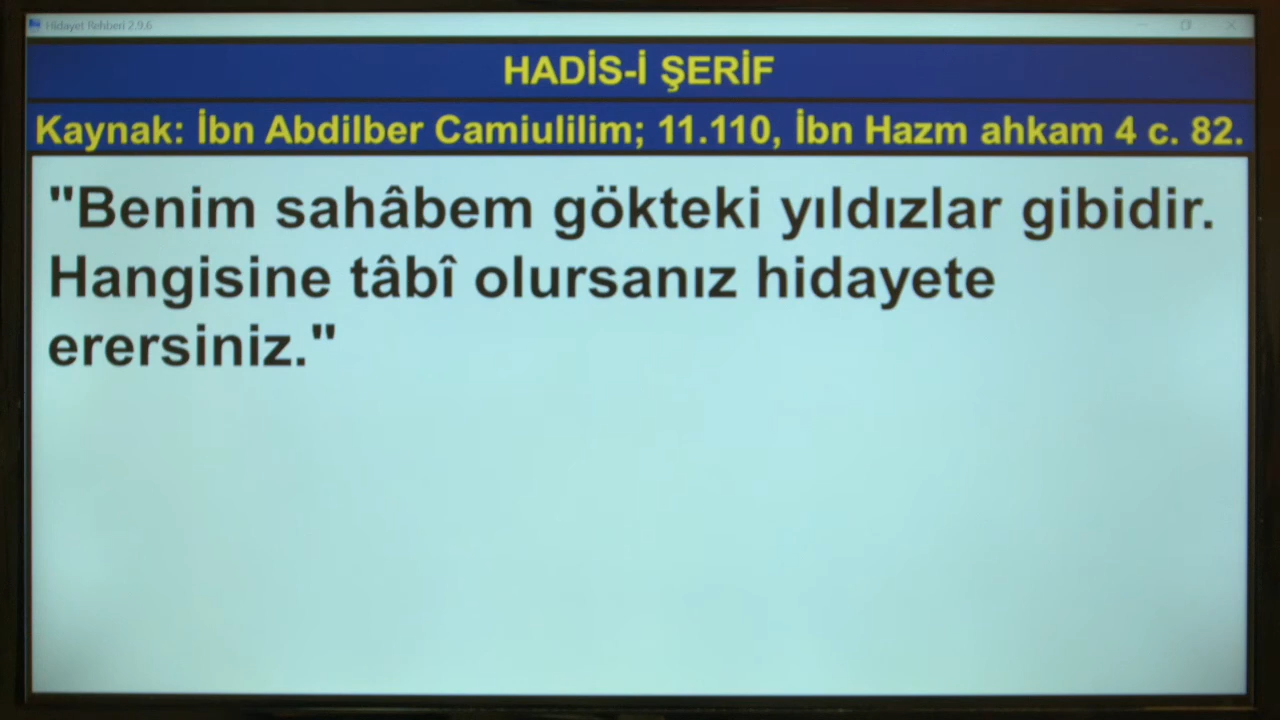 Hidayet Rehberi 2.9.6
HADİS-İ ŞERİF
Kaynak: İbn Abdilber Camiulilim; 11.110, İbn Hazm ahkam 4 c. 82.
"Benim sahâbem gökteki yıldızlar gibidir.
Hangisine tâbî olursanız hidayete
erersiniz."